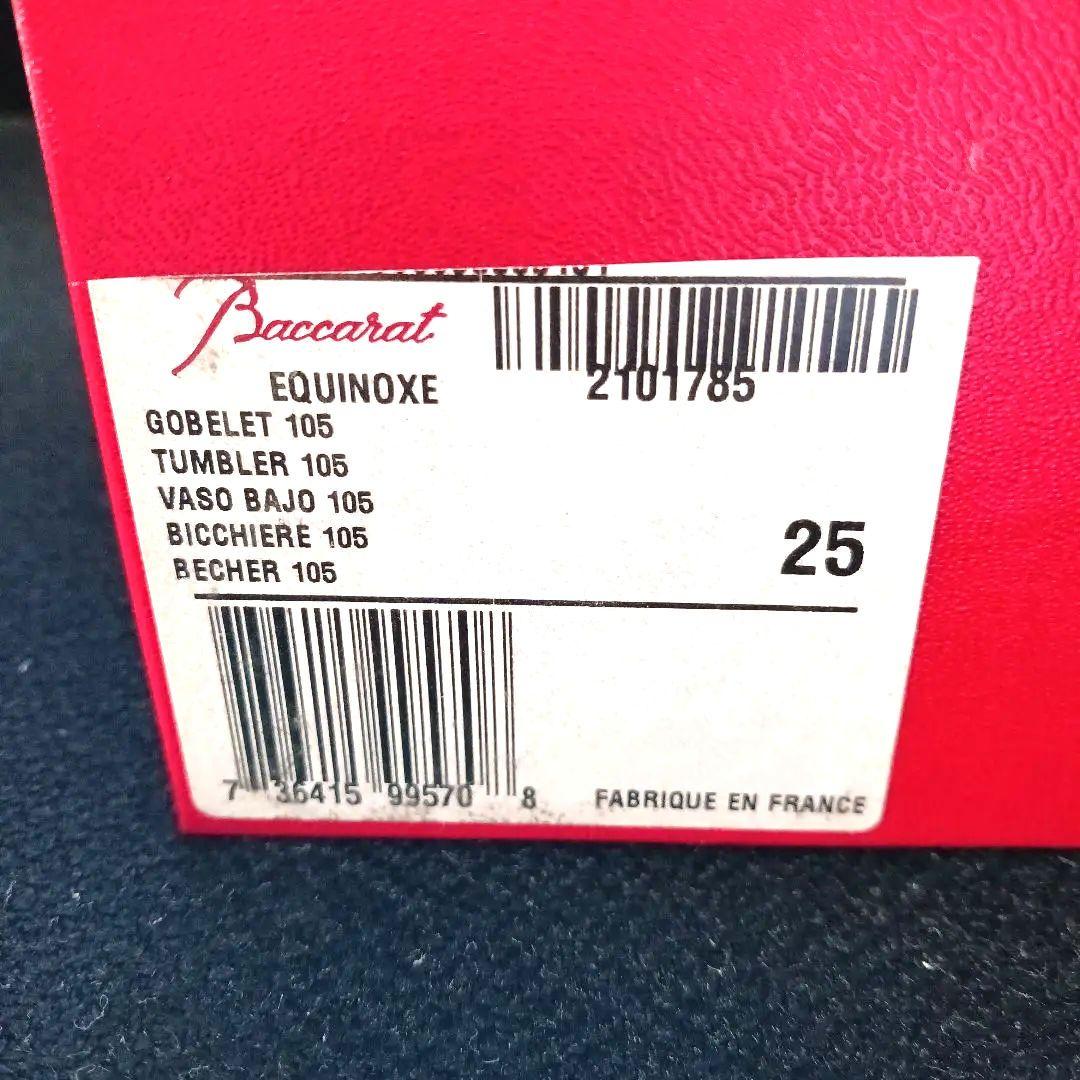 Baccarat
EQUINOXE
2101785
GOBELET 105
TUMBLER 105
VASO BAJO 105
BICCHIERE 105
BECHER 105
25
7 36415 99570 8
FABRIQUE EN FRANCE